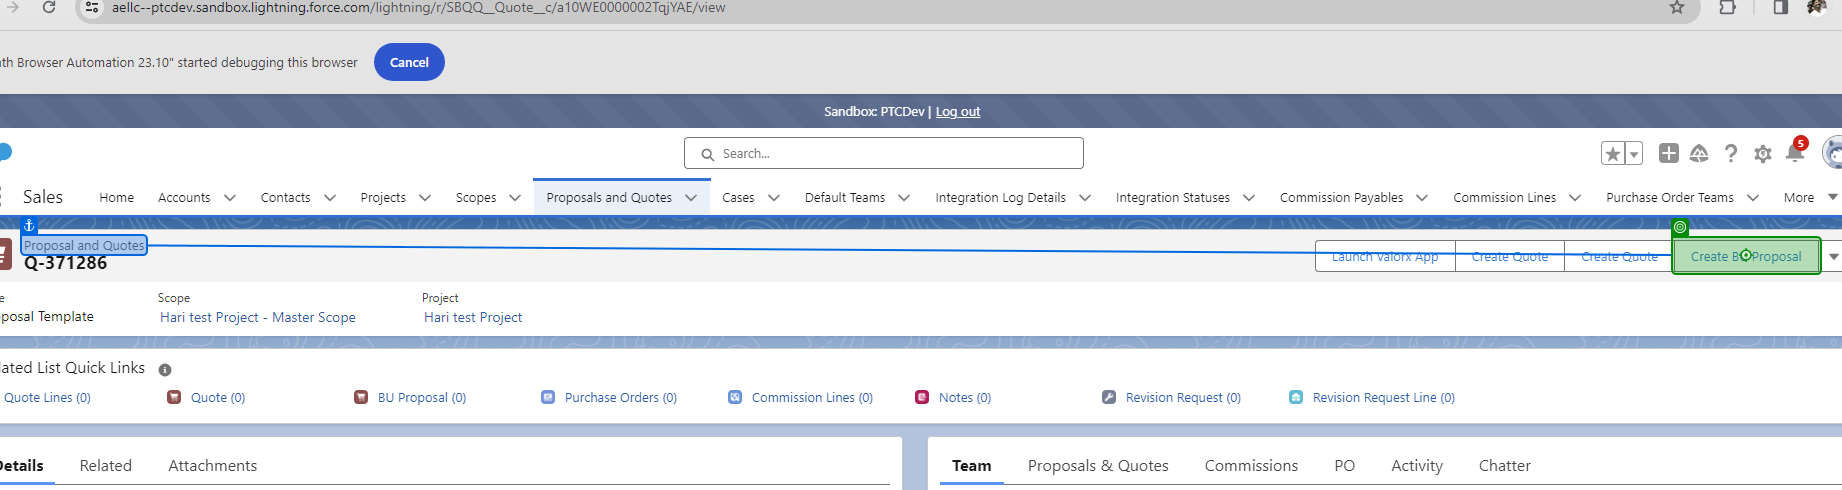 aellc--ptcdev.sandbox.lightning.force.com/lightning/r/SBQQ__Quote__c/a10WE0000002TqjYAE/view
th Browser Automation 23.10" started debugging this browser Cancel
Sandbox: PTCDev | Log out
Search...
5
Sales Home Accounts Contacts Projects Scopes Proposals and Quotes Cases Default Teams Integration Log Details Integration Statuses Commission Payables Commission Lines Purchase Order Teams More
Proposal and Quotes
Q-371286
Launch Valorx App Create Quote Create Quote Create BU Proposal
e Scope Project
posal Template Hari test Project - Master Scope Hari test Project
ated List Quick Links
Quote Lines (0) Quote (0) BU Proposal (0) Purchase Orders (0) Commission Lines (0) Notes (0) Revision Request (0) Revision Request Line (0)
Details Related Attachments Team Proposals & Quotes Commissions PO Activity Chatter